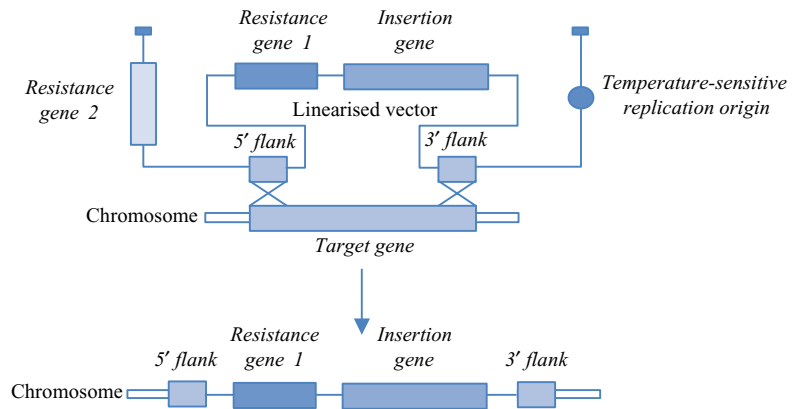 Resistance
gene 1
Insertion
gene
Resistance
gene 2
Temperature-sensitive
replication origin
Linearised vector
5′ flank
3′ flank
Chromosome
Target gene
Resistance
gene 1
Insertion
gene
5′ flank
3′ flank
Chromosome